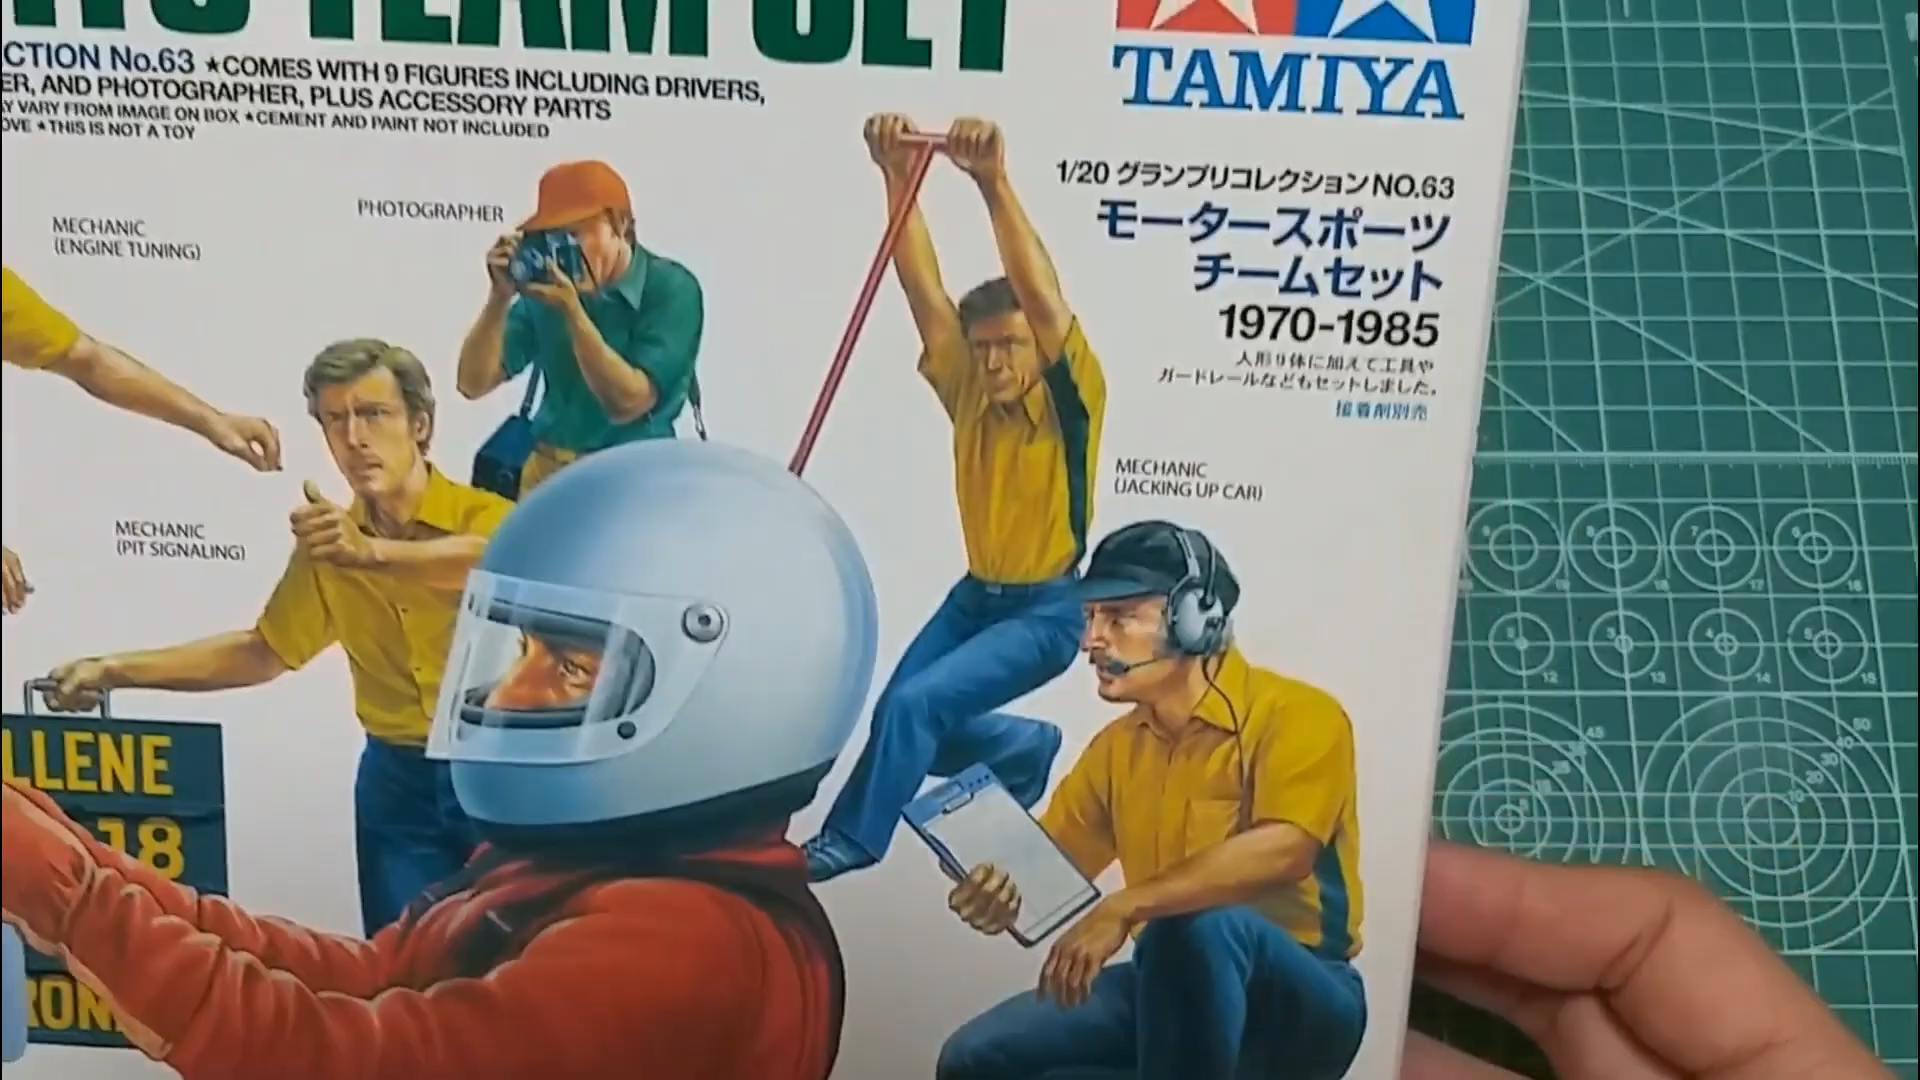 TEAM SET
CTION No.63 ★COMES WITH 9 FIGURES INCLUDING DRIVERS,
ER, AND PHOTOGRAPHER, PLUS ACCESSORY PARTS
Y VARY FROM IMAGE ON BOX ★CEMENT AND PAINT NOT INCLUDED
OVE ★THIS IS NOT A TOY
TAMIYA
1/20 グランプリコレクション NO.63
モータースポーツ
チームセット
1970-1985
人形9体に加えて工具や
ガードレールなどもセットしました。
接着剤別売
PHOTOGRAPHER
MECHANIC
(ENGINE TUNING)
MECHANIC
(JACKING UP CAR)
MECHANIC
(PIT SIGNALING)
LLENE
18
RON